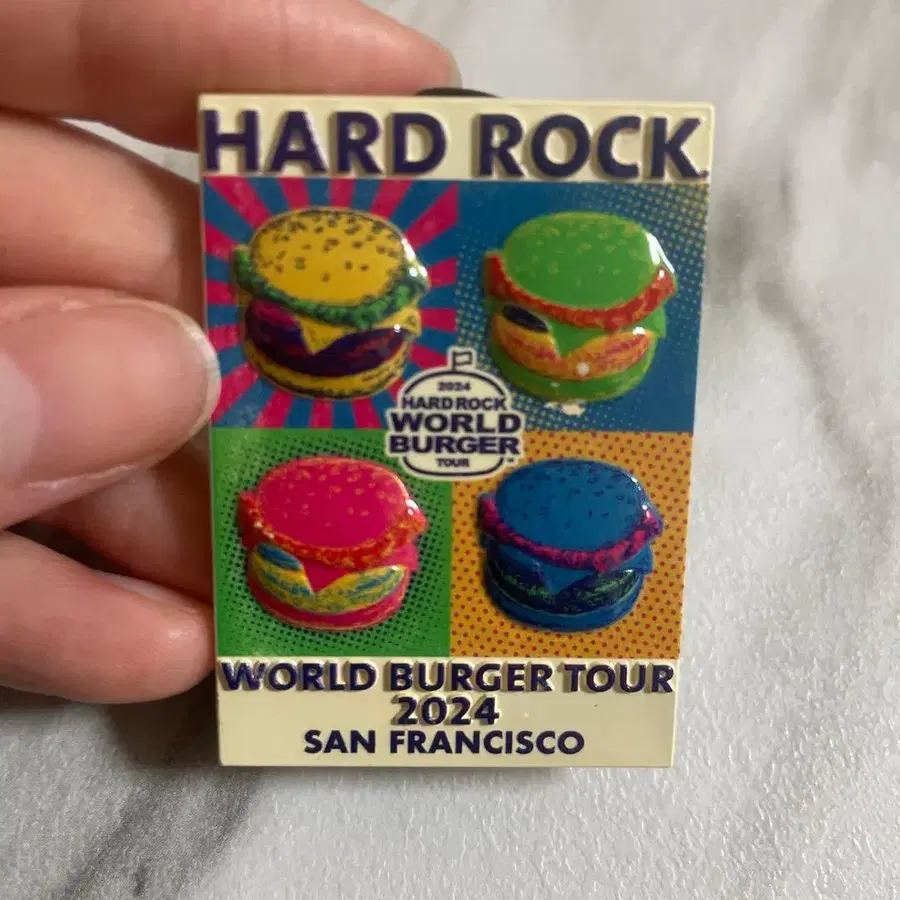 HARD ROCK
2024
HARD ROCK
WORLD
BURGER
TOUR
WORLD BURGER TOUR
2024
SAN FRANCISCO